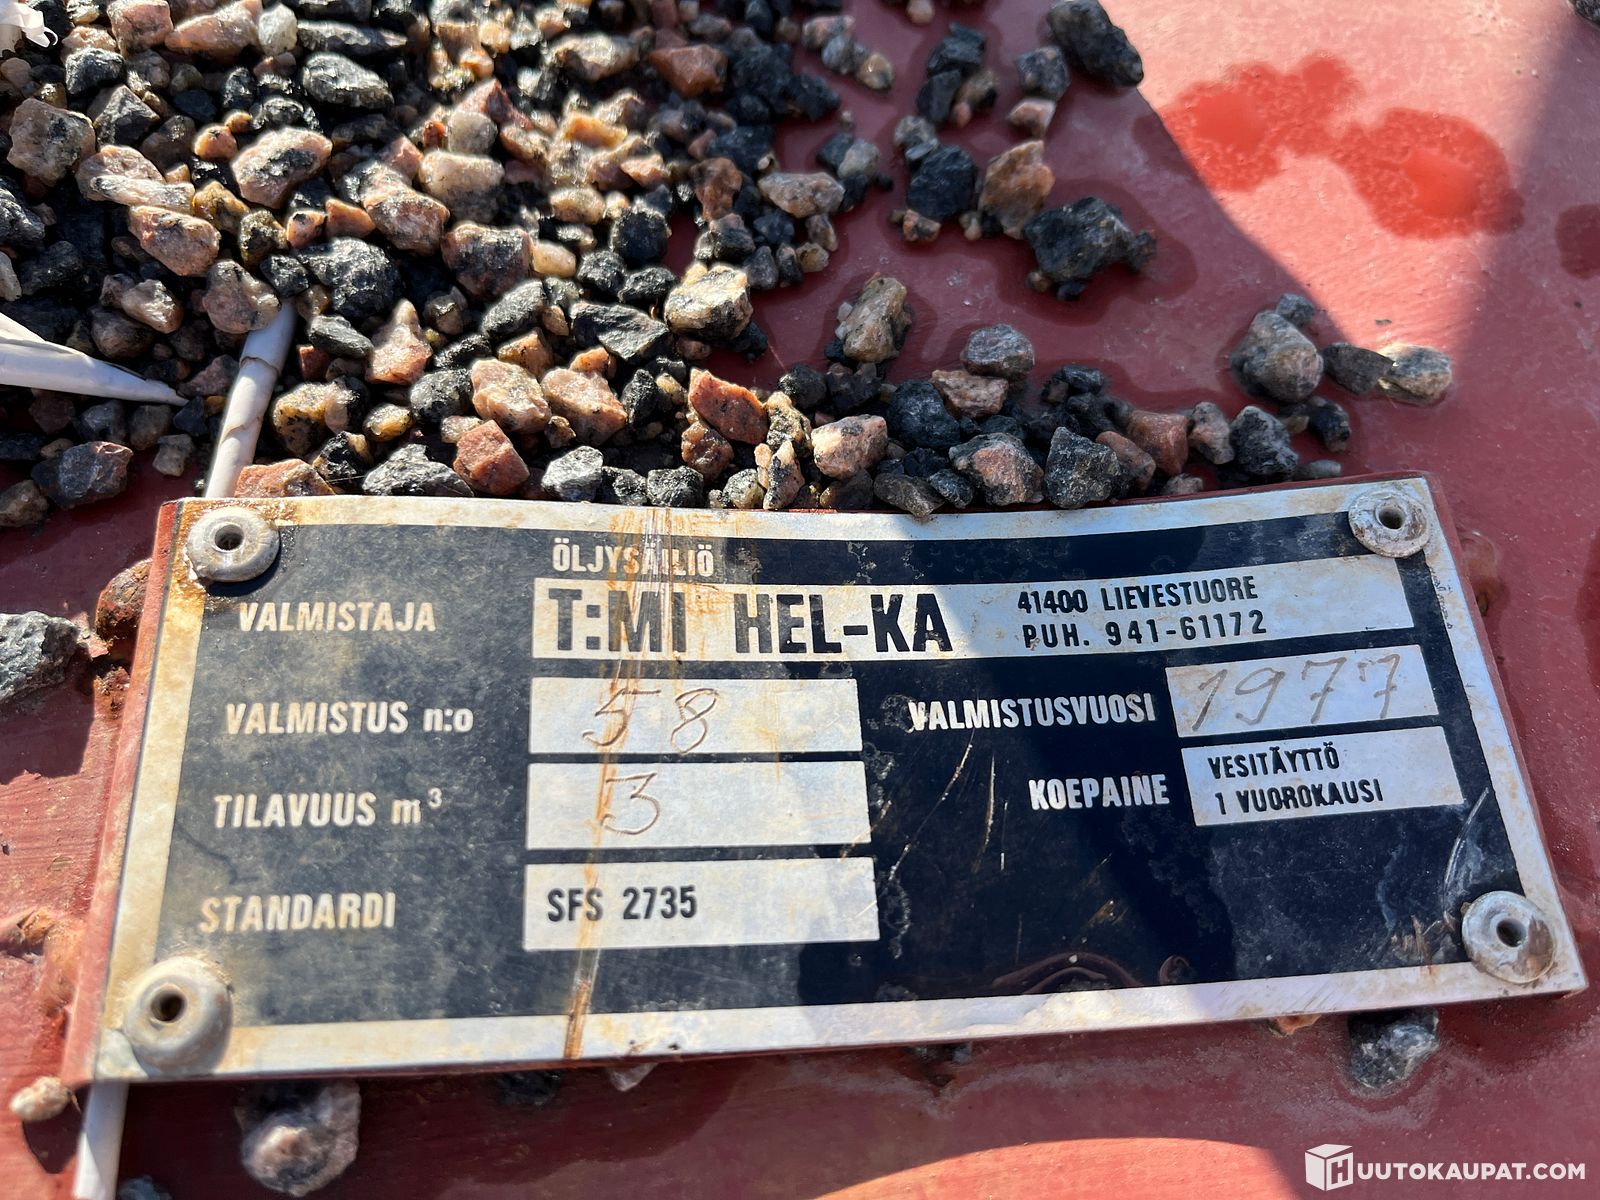 ÖLJYSÄILIÖ
VALMISTAJA T:MI HEL-KA 41400 LIEVESTUORE
PUH. 941-61172
VALMISTUS n:o 58 VALMISTUSVUOSI 1977
TILAVUUS m³ 3 KOEPAINE VESITÄYTTÖ
1 VUOROKAUSI
STANDARDI SFS 2735
HUUTOKAUPAT.COM